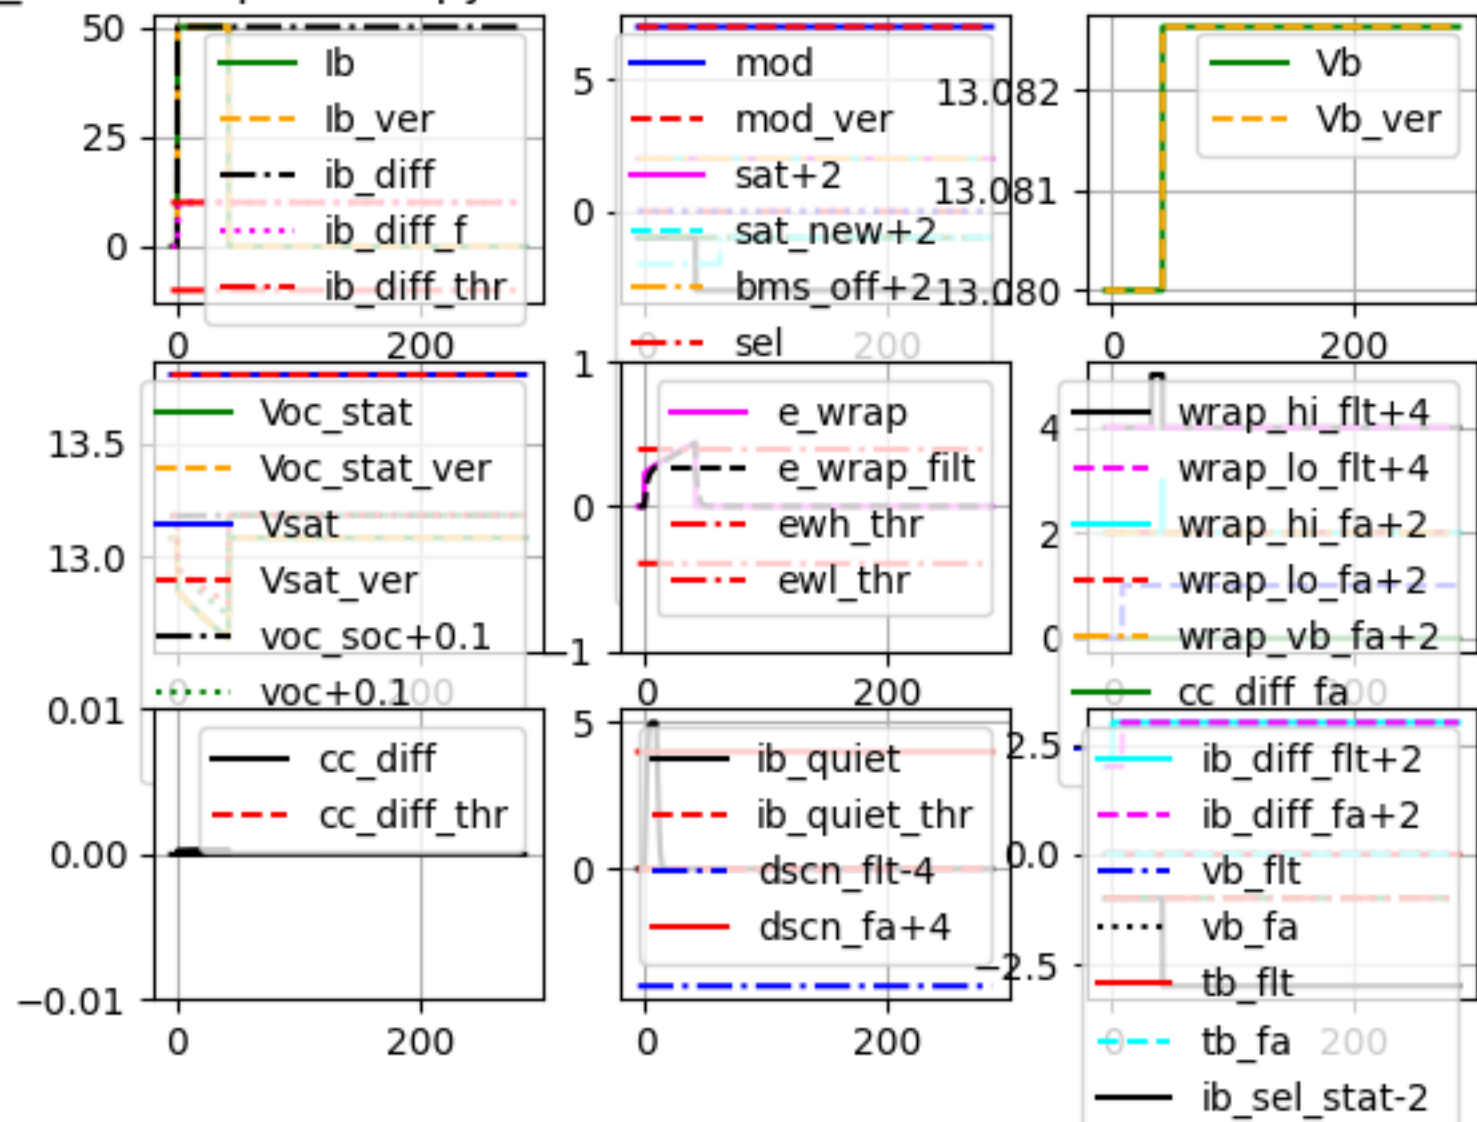 50
25
0
0
200
Ib
Ib_ver
ib_diff
ib_diff_f
ib_diff_thr
5
0
0
200
mod
mod_ver
sat+2
sat_new+2
bms_off+2
sel
13.082
13.081
13.080
0
200
Vb
Vb_ver
13.5
13.0
Voc_stat
Voc_stat_ver
Vsat
Vsat_ver
voc_soc+0.1
voc+0.1
0
1
0
−1
0
200
e_wrap
e_wrap_filt
ewh_thr
ewl_thr
4
2
0
0
wrap_hi_flt+4
wrap_lo_flt+4
wrap_hi_fa+2
wrap_lo_fa+2
wrap_vb_fa+2
cc_diff_fa
0.01
0.00
−0.01
0
200
cc_diff
cc_diff_thr
5
0
0
200
ib_quiet
ib_quiet_thr
dscn_flt-4
dscn_fa+4
2.5
0.0
−2.5
0
200
ib_diff_flt+2
ib_diff_fa+2
vb_flt
vb_fa
tb_flt
tb_fa
ib_sel_stat-2